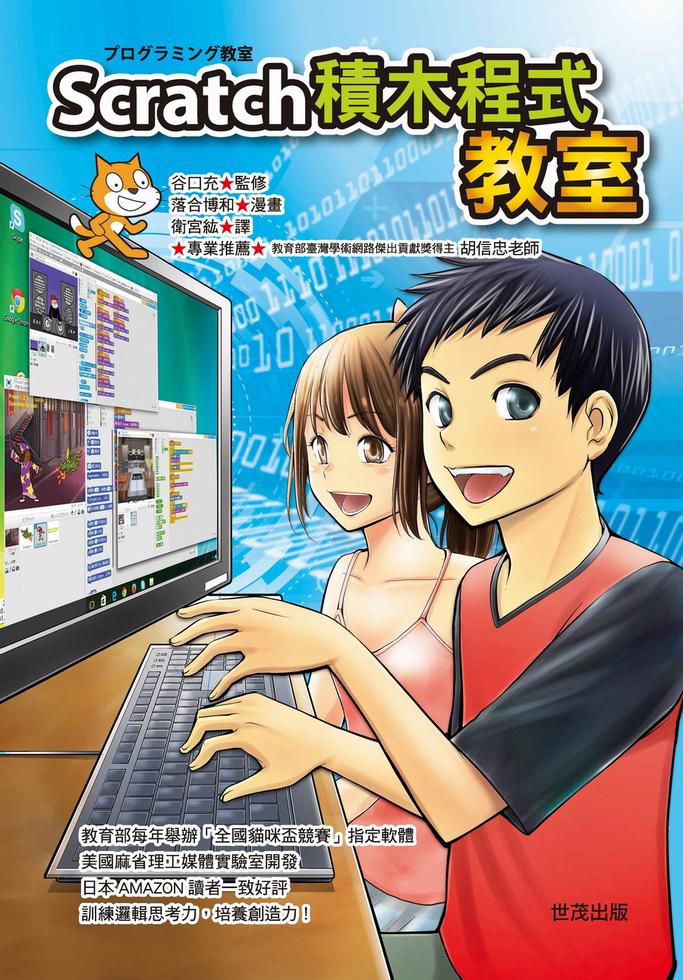 プログラミング教室
Scratch積木程式
教室
谷口充★監修
落合博和★漫畫
衛宮紘★譯
★專業推薦★ 教育部臺灣學術網路傑出貢獻獎得主 胡信忠老師
Skype
Google Chrome
教育部每年舉辦「全國貓咪盃競賽」指定軟體
美國麻省理工媒體實驗室開發
日本 AMAZON 讀者一致好評
訓練邏輯思考力，培養創造力！
世茂出版